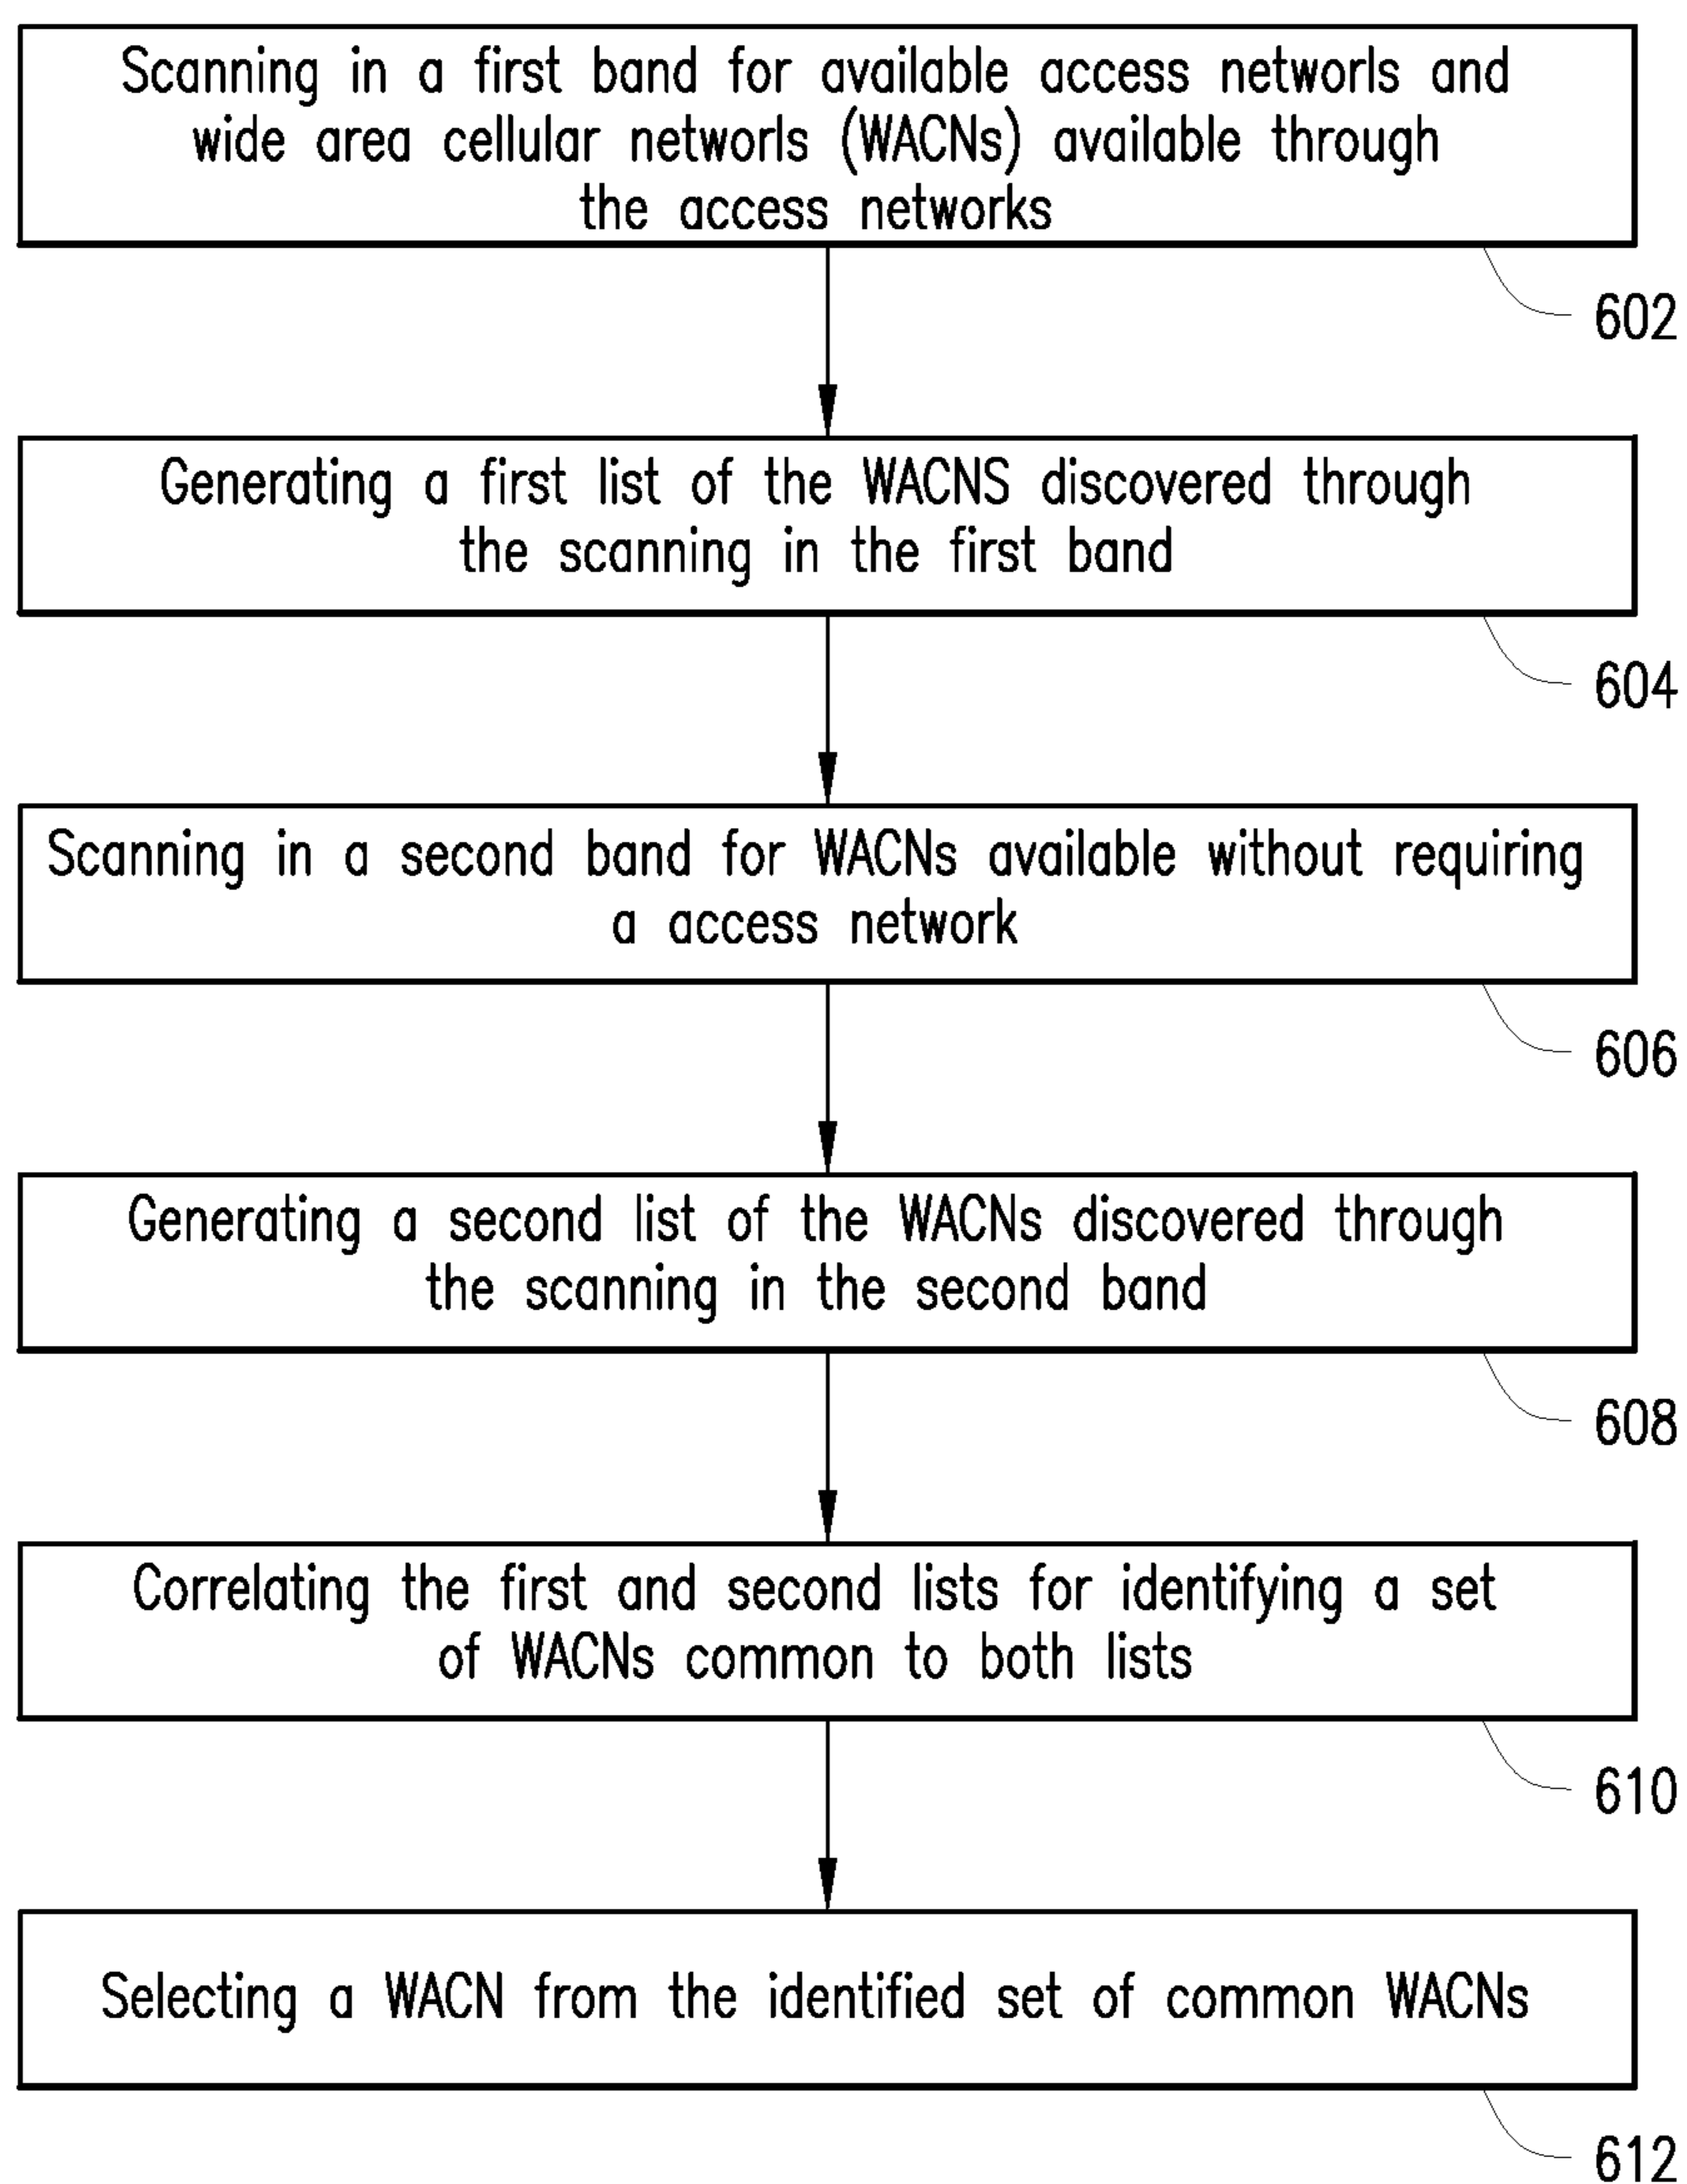 Scanning in a first band for available access networls and
wide area cellular networls (WACNs) available through
the access networks
602
Generating a first list of the WACNS discovered through
the scanning in the first band
604
Scanning in a second band for WACNs available without requiring
a access network
606
Generating a second list of the WACNs discovered through
the scanning in the second band
608
Correlating the first and second lists for identifying a set
of WACNs common to both lists
610
Selecting a WACN from the identified set of common WACNs
612